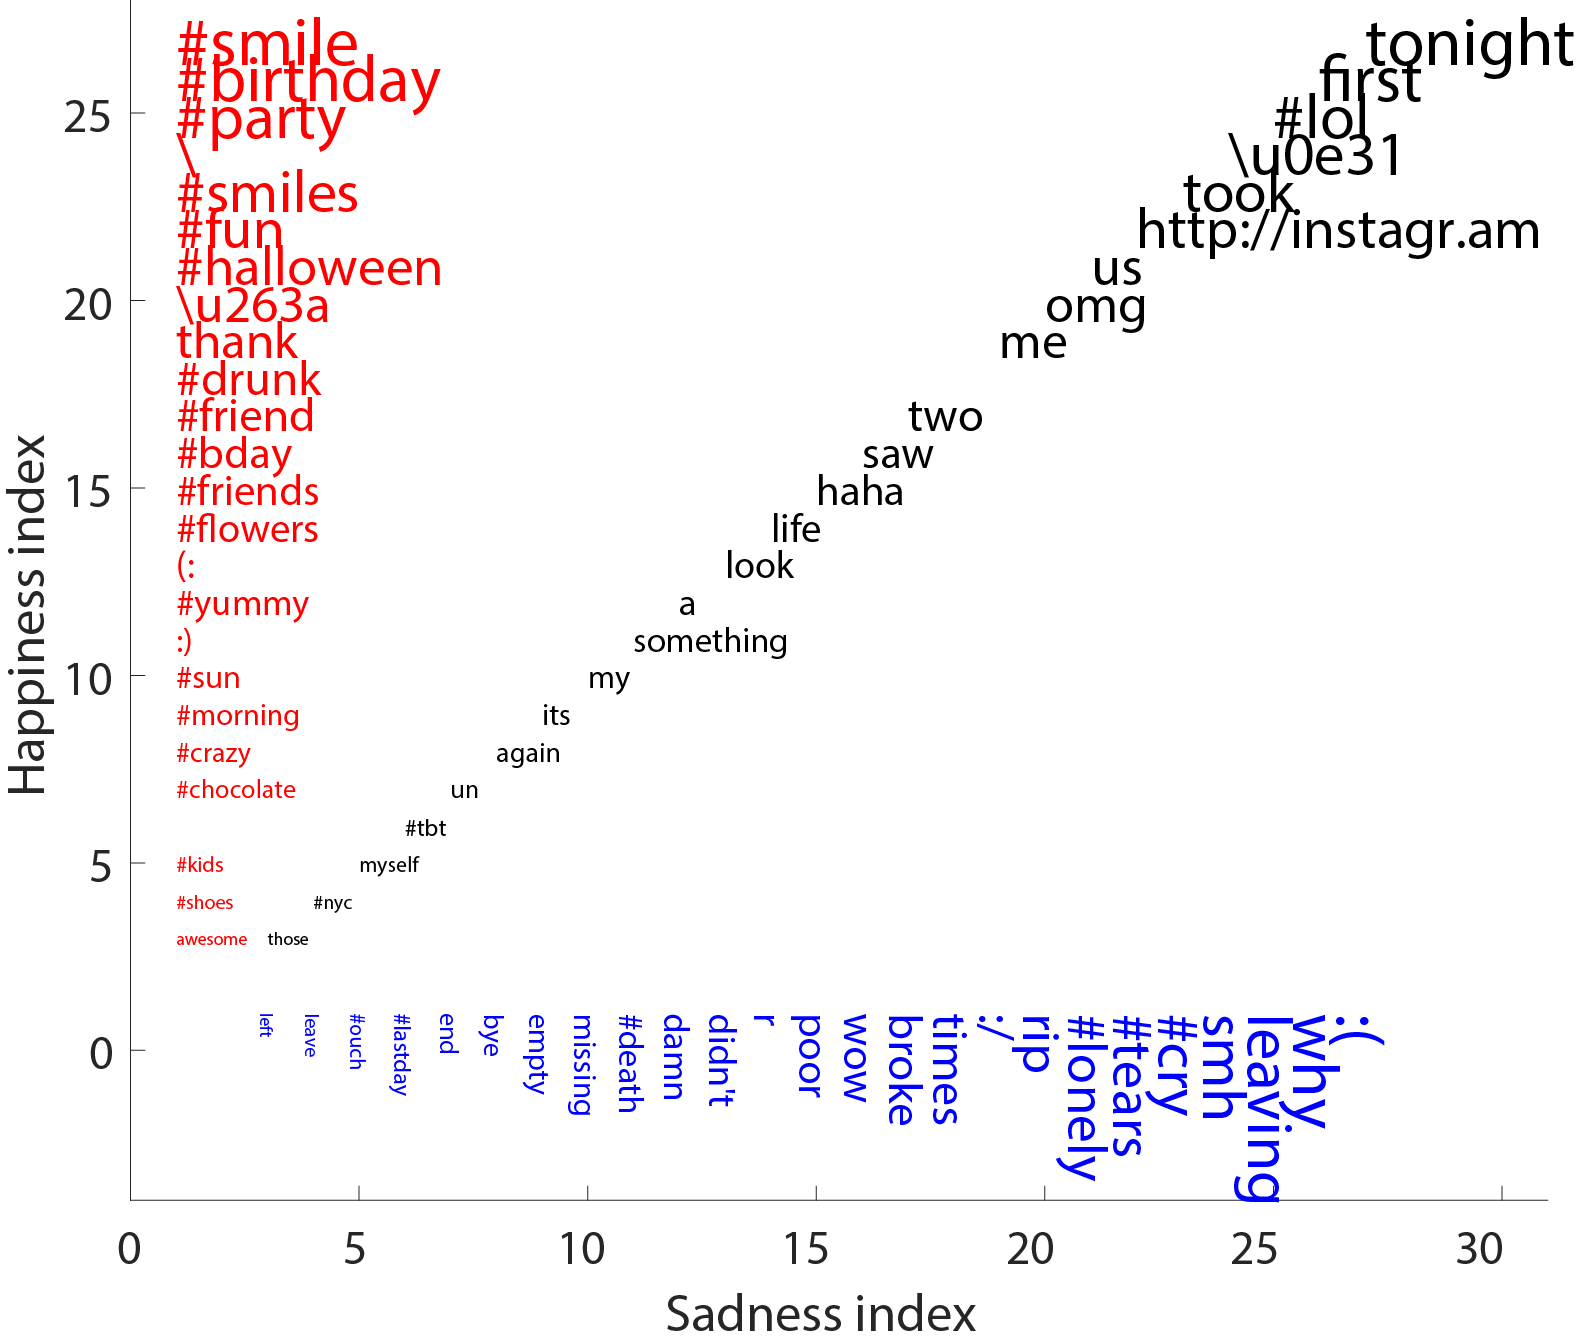 #smile
tonight
#birthday
first
25
#party
#lol
\
\u0e31
#smiles
took
#fun
http://instagr.am
#halloween
us
20
\u263a
omg
thank
me
#drunk
#friend
two
#bday
saw
15
#friends
haha
#flowers
life
(:
look
#yummy
a
:)
something
10
#sun
my
#morning
its
#crazy
again
#chocolate
un
#tbt
5
#kids
myself
#shoes
#nyc
awesome
those
0
Happiness index
left
leave
#ouch
#lastday
end
bye
empty
missing
#death
damn
didn't
r
poor
wow
broke
times
:/
rip
#lonely
#tears
#cry
smh
leaving
why
:(
0 5 10 15 20 25 30
Sadness index